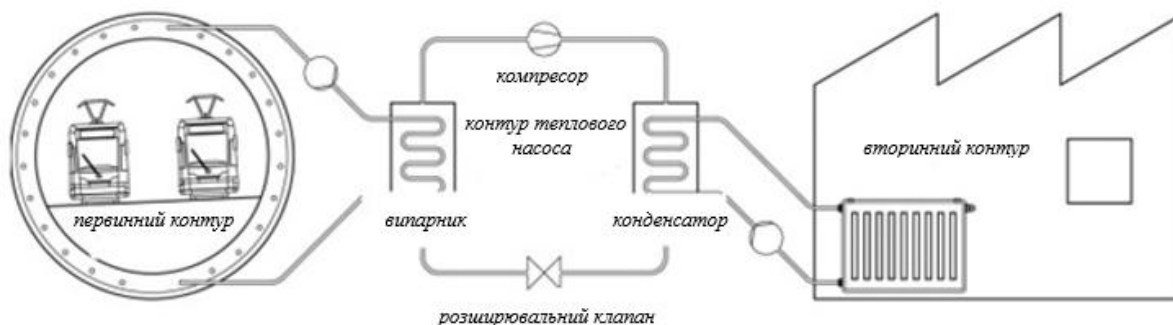 компресор
контур теплового
насоса
вторинний контур
первинний контур
випарник
конденсатор
розширювальний клапан